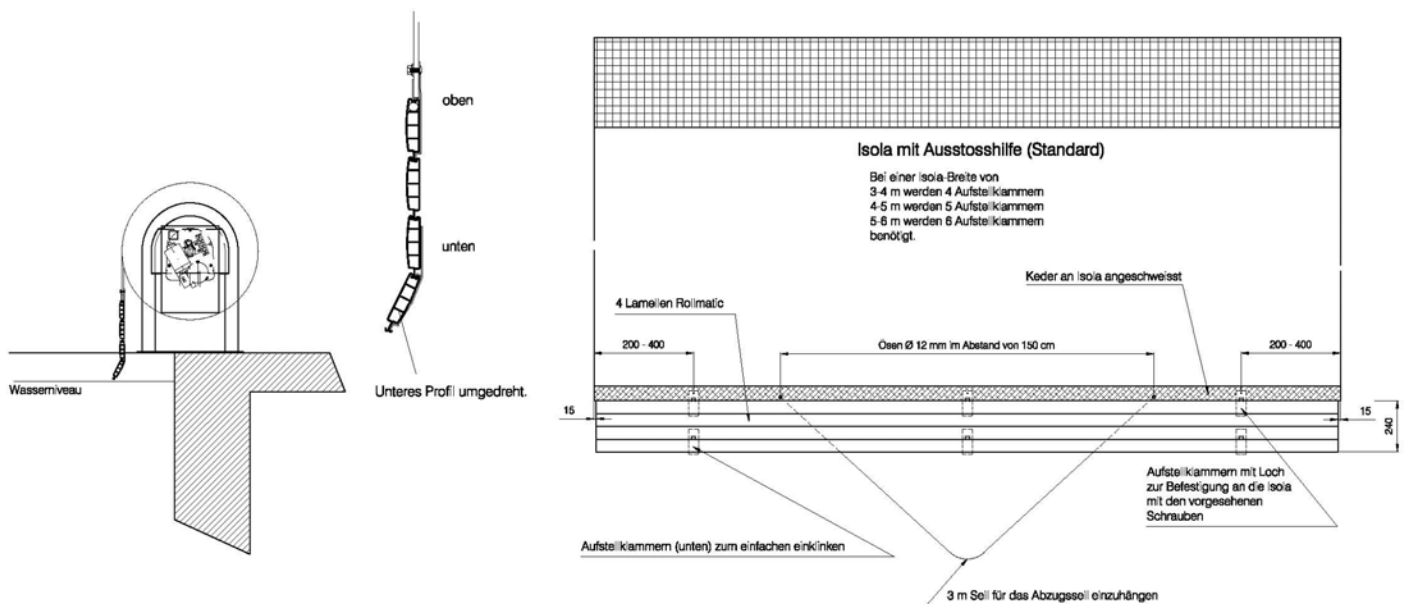 oben
unten
Unteres Profil umgedreht.
Wasserniveau
Isola mit Ausstosshilfe (Standard)
Bei einer Isola-Breite von
3-4 m werden 4 Aufstellklammern
4-5 m werden 5 Aufstellklammern
5-6 m werden 6 Aufstellklammern
benötigt.
Keder an Isola angeschweisst
4 Lamellen Rollmatic
200 - 400
Ösen Ø 12 mm im Abstand von 150 cm
200 - 400
15
15
240
Aufstellklammern mit Loch
zur Befestigung an die Isola
mit den vorgesehenen
Schrauben
Aufstellklammern (unten) zum einfachen einklinken
3 m Seil für das Abzugsseil einzuhängen